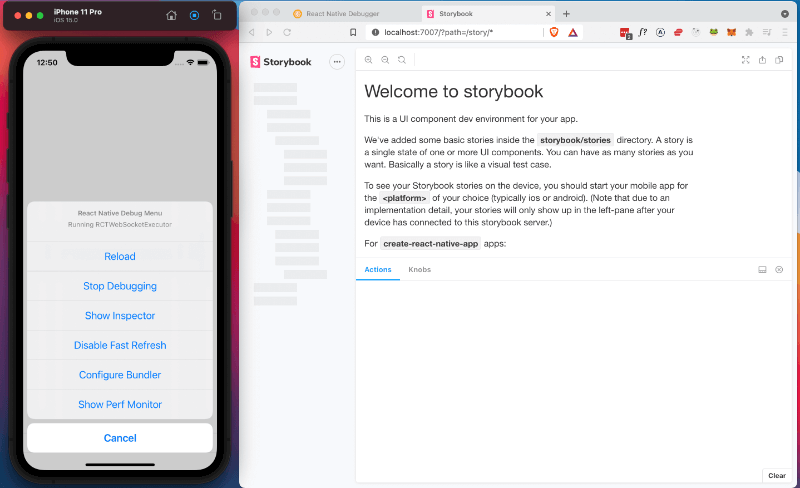 iPhone 11 Pro
iOS 15.0
12:50
React Native Debug Menu
Running RCTWebSocketExecutor
Reload
Stop Debugging
Show Inspector
Disable Fast Refresh
Configure Bundler
Show Perf Monitor
Cancel
React Native Debugger
Storybook
localhost:7007/?path=/story/*
Storybook
Welcome to storybook
This is a UI component dev environment for your app.
We've added some basic stories inside the storybook/stories directory. A story is
a single state of one or more UI components. You can have as many stories as you
want. Basically a story is like a visual test case.
To see your Storybook stories on the device, you should start your mobile app for
the <platform> of your choice (typically ios or android). (Note that due to an
implementation detail, your stories will only show up in the left-pane after your
device has connected to this storybook server.)
For create-react-native-app apps:
Actions Knobs
Clear